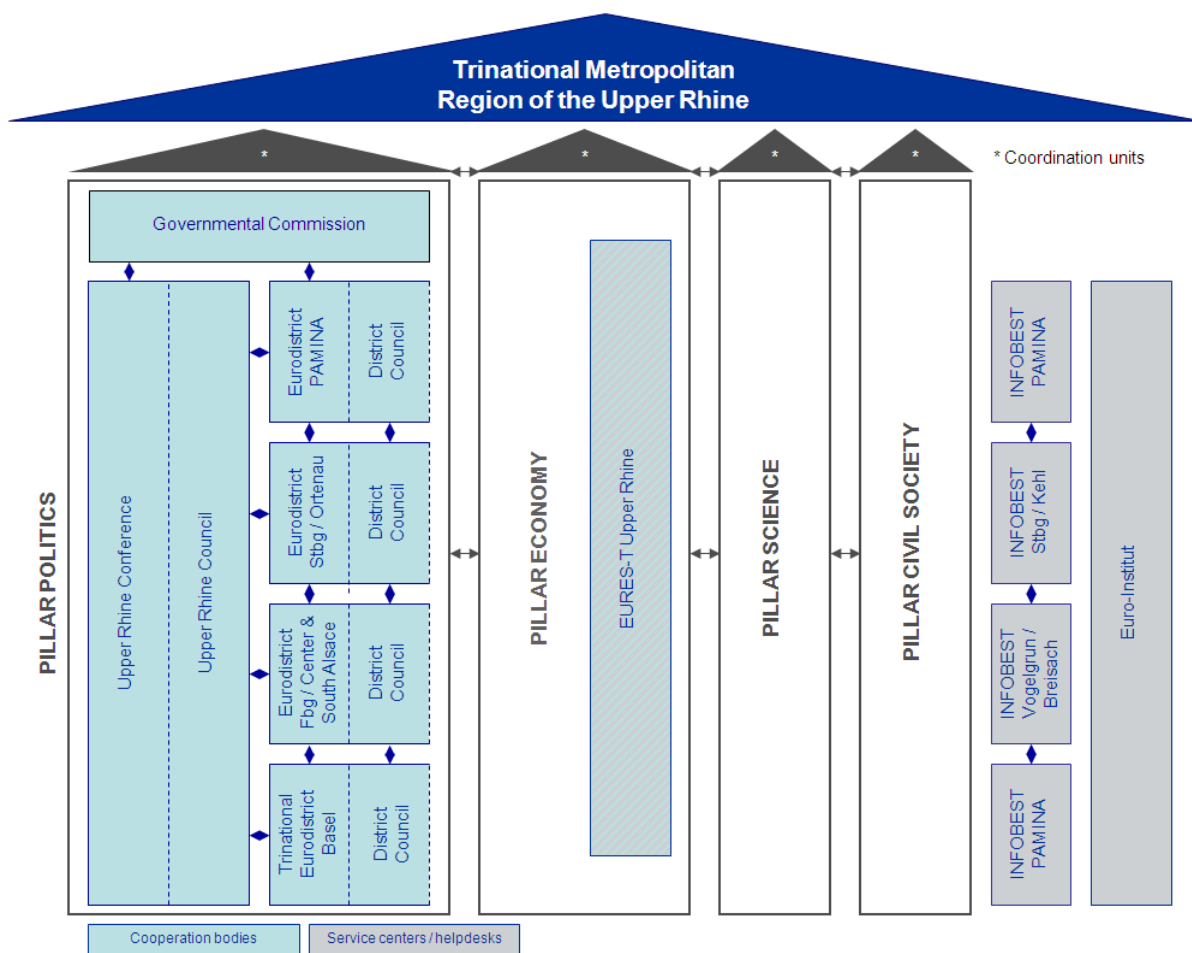 Trinational Metropolitan
Region of the Upper Rhine
*
*
*
*
* Coordination units
PILLAR POLITICS
Governmental Commission
Upper Rhine Conference
Upper Rhine Council
Eurodistrict
PAMINA
District
Council
Eurodistrict
Stbg / Ortenau
District
Council
Eurodistrict
Fbg / Center &
South Alsace
District
Council
Trinational
Eurodistrict
Basel
District
Council
PILLAR ECONOMY
EURES-T Upper Rhine
PILLAR SCIENCE
PILLAR CIVIL SOCIETY
INFOBEST
PAMINA
INFOBEST
Stbg / Kehl
INFOBEST
Vogelgrun /
Breisach
INFOBEST
PAMINA
Euro-Institut
Cooperation bodies
Service centers / helpdesks